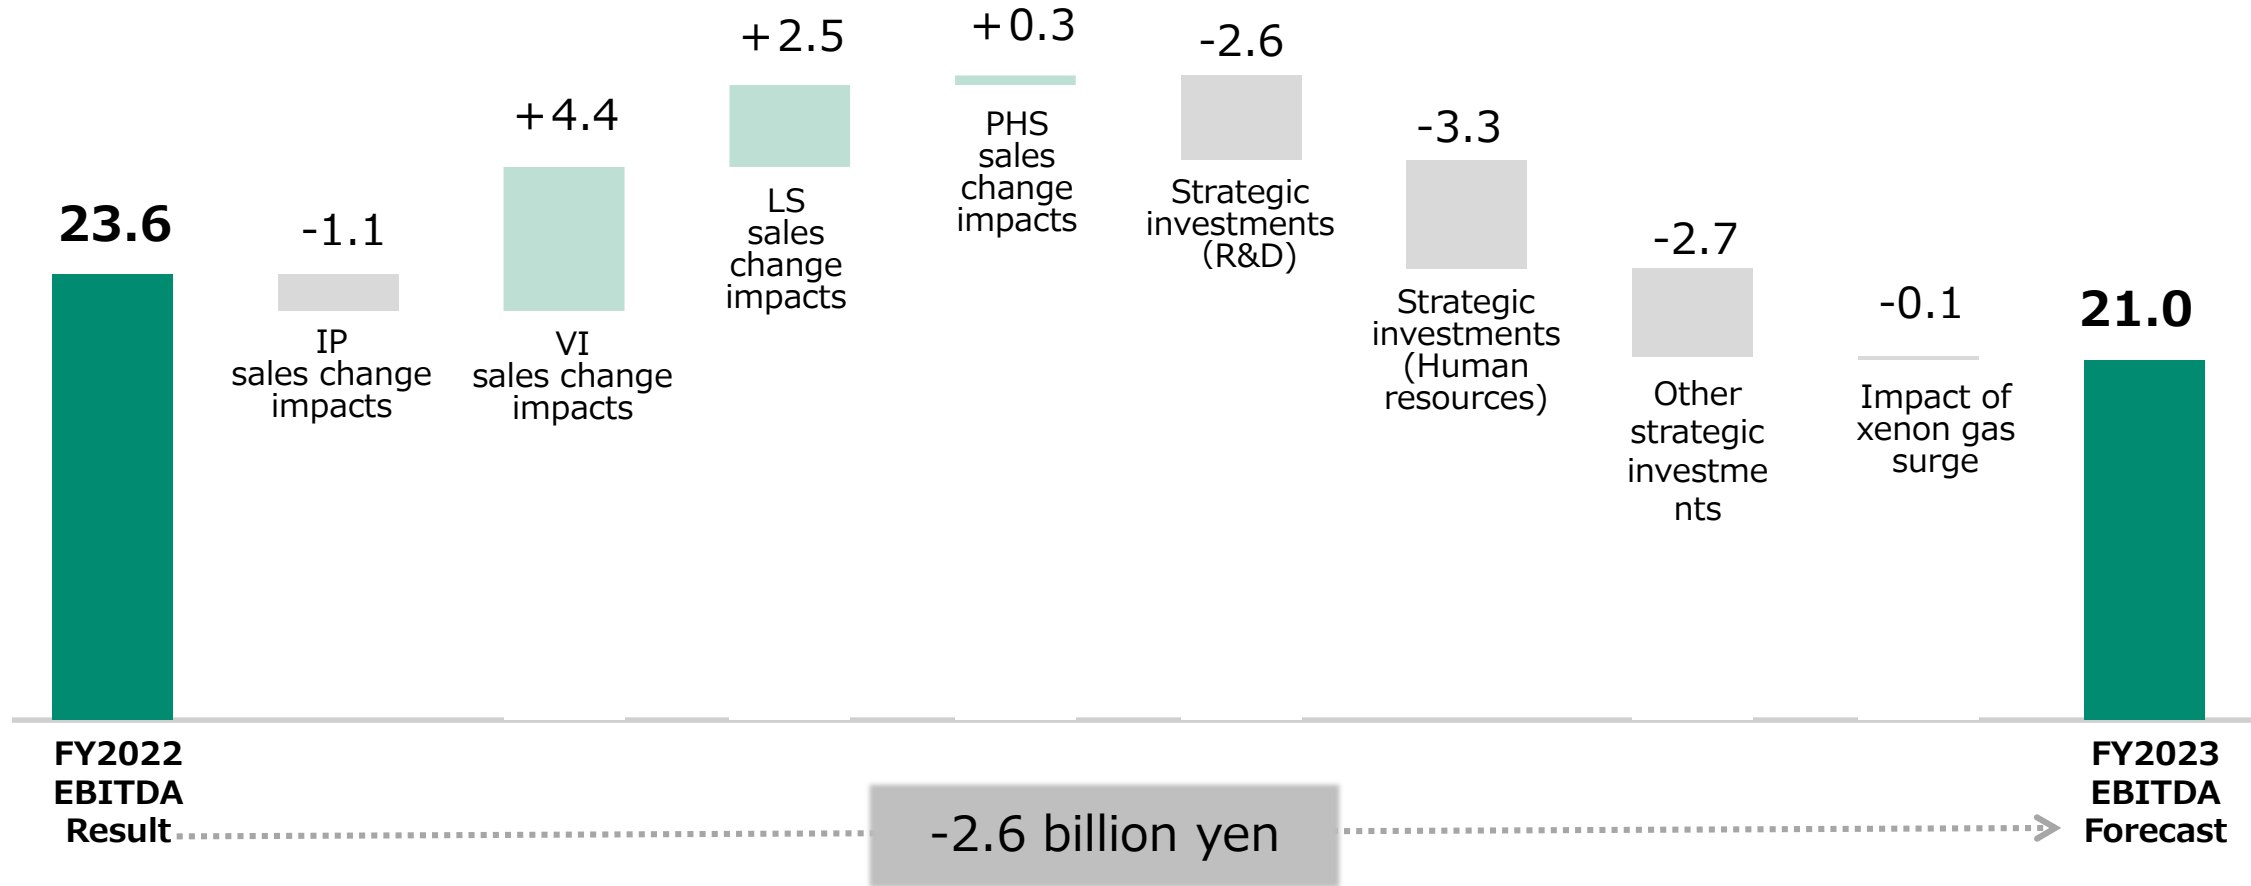 23.6
-1.1
IP
sales change
impacts
+4.4
VI
sales change
impacts
+2.5
LS
sales
change
impacts
+0.3
PHS
sales
change
impacts
-2.6
Strategic
investments
(R&D)
-3.3
Strategic
investments
(Human
resources)
-2.7
Other
strategic
investme
nts
-0.1
Impact of
xenon gas
surge
21.0
FY2022
EBITDA
Result
-2.6 billion yen
FY2023
EBITDA
Forecast